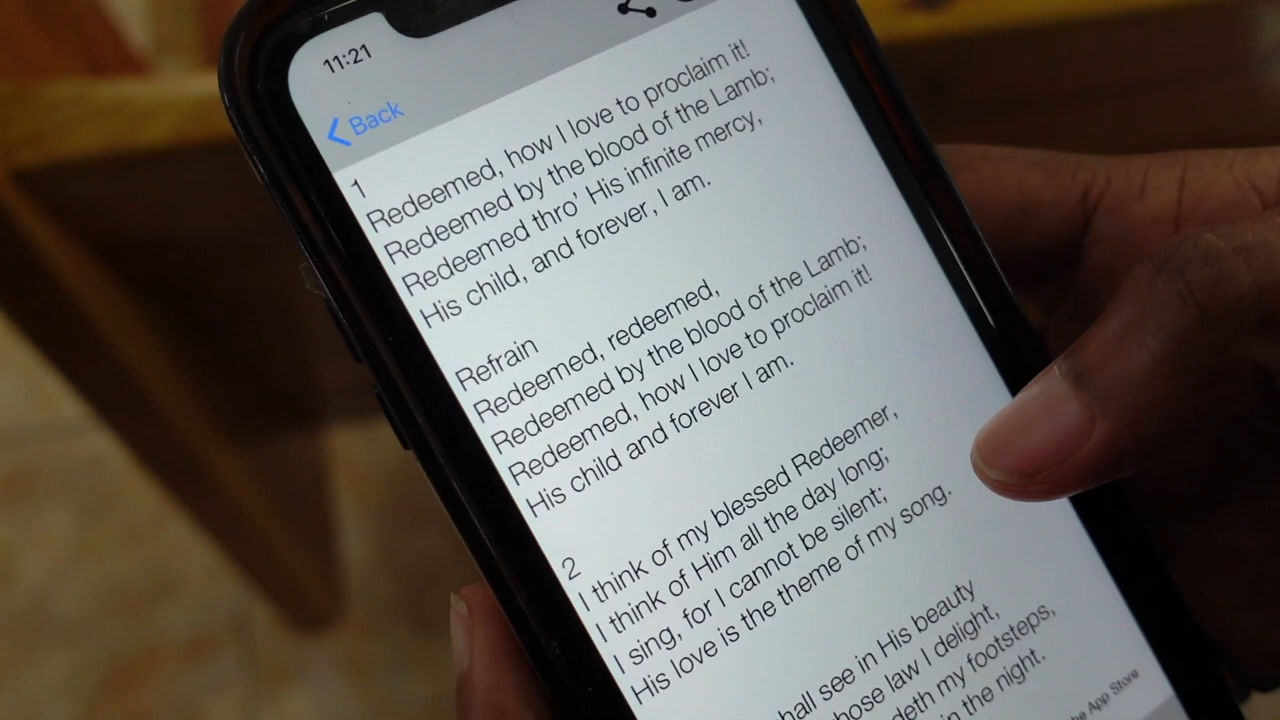 11:21
Back
1
Redeemed, how I love to proclaim it!
Redeemed by the blood of the Lamb;
Redeemed thro' His infinite mercy,
His child, and forever, I am.
Refrain
Redeemed, redeemed,
Redeemed by the blood of the Lamb;
Redeemed, how I love to proclaim it!
His child and forever I am.
2
I think of my blessed Redeemer,
I think of Him all the day long;
I sing, for I cannot be silent;
His love is the theme of my song.
see in His beauty
law I delight,
my footsteps,
in the night.
App Store